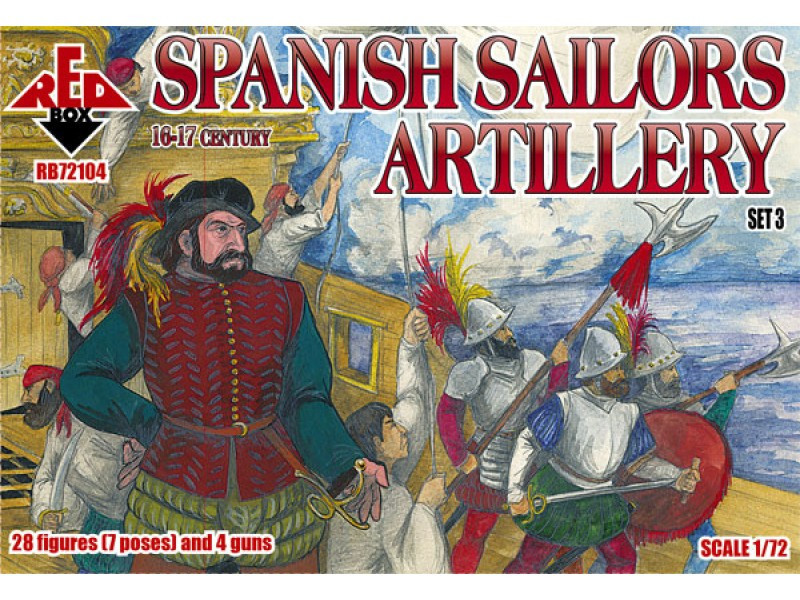 RED
BOX
RB72104
SPANISH SAILORS
16-17 CENTURY
ARTILLERY
SET 3
28 figures (7 poses) and 4 guns
SCALE 1/72